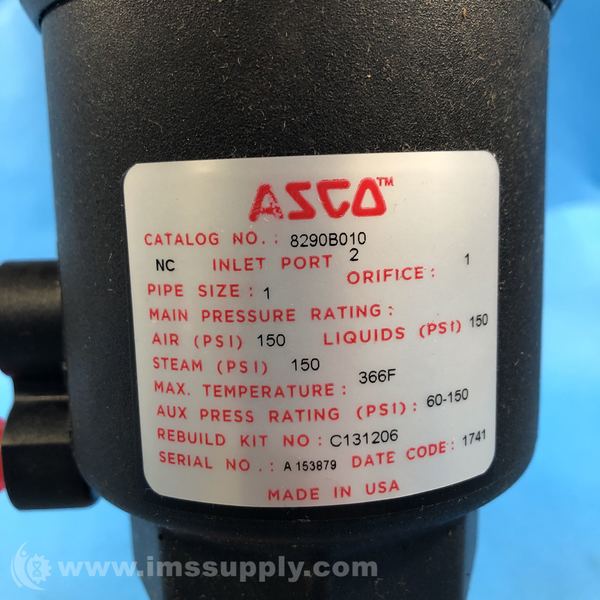 ASCO™
CATALOG NO.: 8290B010
NC INLET PORT 2
PIPE SIZE: 1 ORIFICE: 1
MAIN PRESSURE RATING:
AIR (PSI) 150 LIQUIDS (PSI) 150
STEAM (PSI) 150
MAX. TEMPERATURE: 366F
AUX PRESS RATING (PSI): 60-150
REBUILD KIT NO: C131206
SERIAL NO.: A 153879 DATE CODE: 1741
MADE IN USA
www.imssupply.com